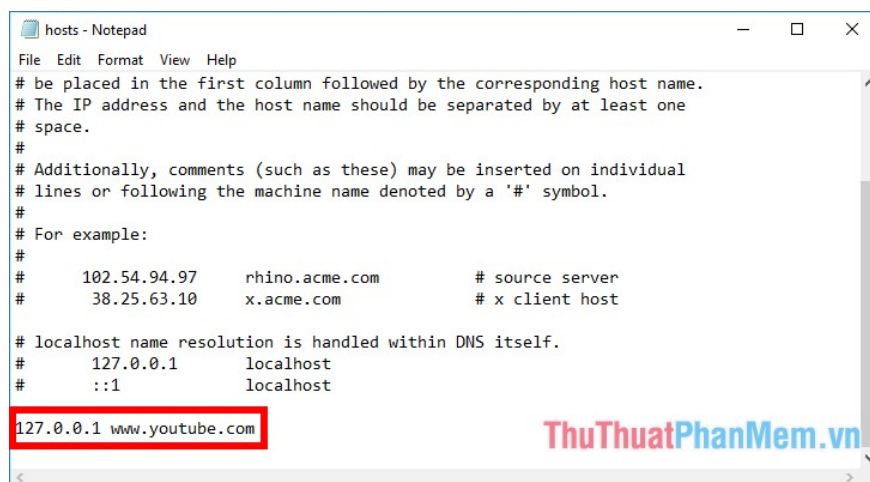 hosts - Notepad
File Edit Format View Help
# be placed in the first column followed by the corresponding host name.
# The IP address and the host name should be separated by at least one
# space.
#
# Additionally, comments (such as these) may be inserted on individual
# lines or following the machine name denoted by a '#' symbol.
#
# For example:
#
#      102.54.94.97     rhino.acme.com          # source server
#       38.25.63.10     x.acme.com              # x client host

# localhost name resolution is handled within DNS itself.
#       127.0.0.1       localhost
#       ::1             localhost

127.0.0.1 www.youtube.com
ThuThuatPhanMem.vn